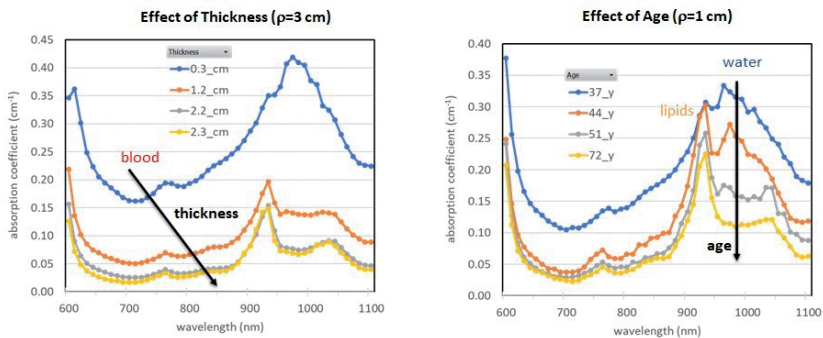 Effect of Thickness (ρ=3 cm)
absorption coefficient (cm⁻¹)
0.45
0.40
0.35
0.30
0.25
0.20
0.15
0.10
0.05
0.00
Thickness
0.3_cm
1.2_cm
2.2_cm
2.3_cm
blood
thickness
600 700 800 900 1000 1100
wavelength (nm)
Effect of Age (ρ=1 cm)
absorption coefficient (cm⁻¹)
0.40
0.35
0.30
0.25
0.20
0.15
0.10
0.05
0.00
water
Age
37_y
44_y
51_y
72_y
lipids
age
600 700 800 900 1000 1100
wavelength (nm)